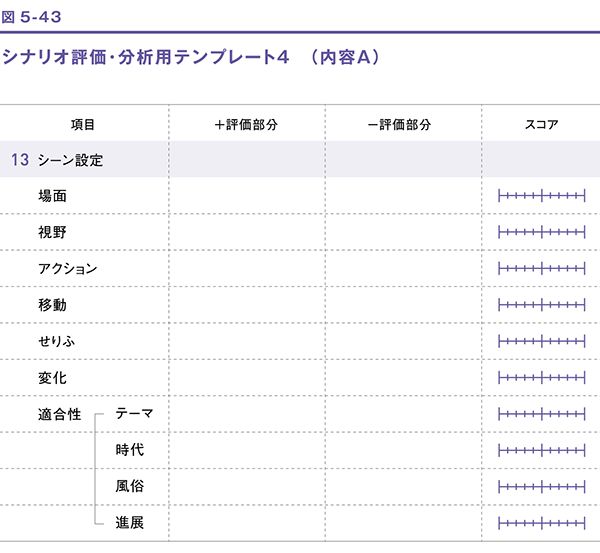 図 5-43
シナリオ評価・分析用テンプレート4 （内容A）
項目 +評価部分 −評価部分 スコア
13 シーン設定
場面
視野
アクション
移動
せりふ
変化
適合性 テーマ
時代
風俗
進展